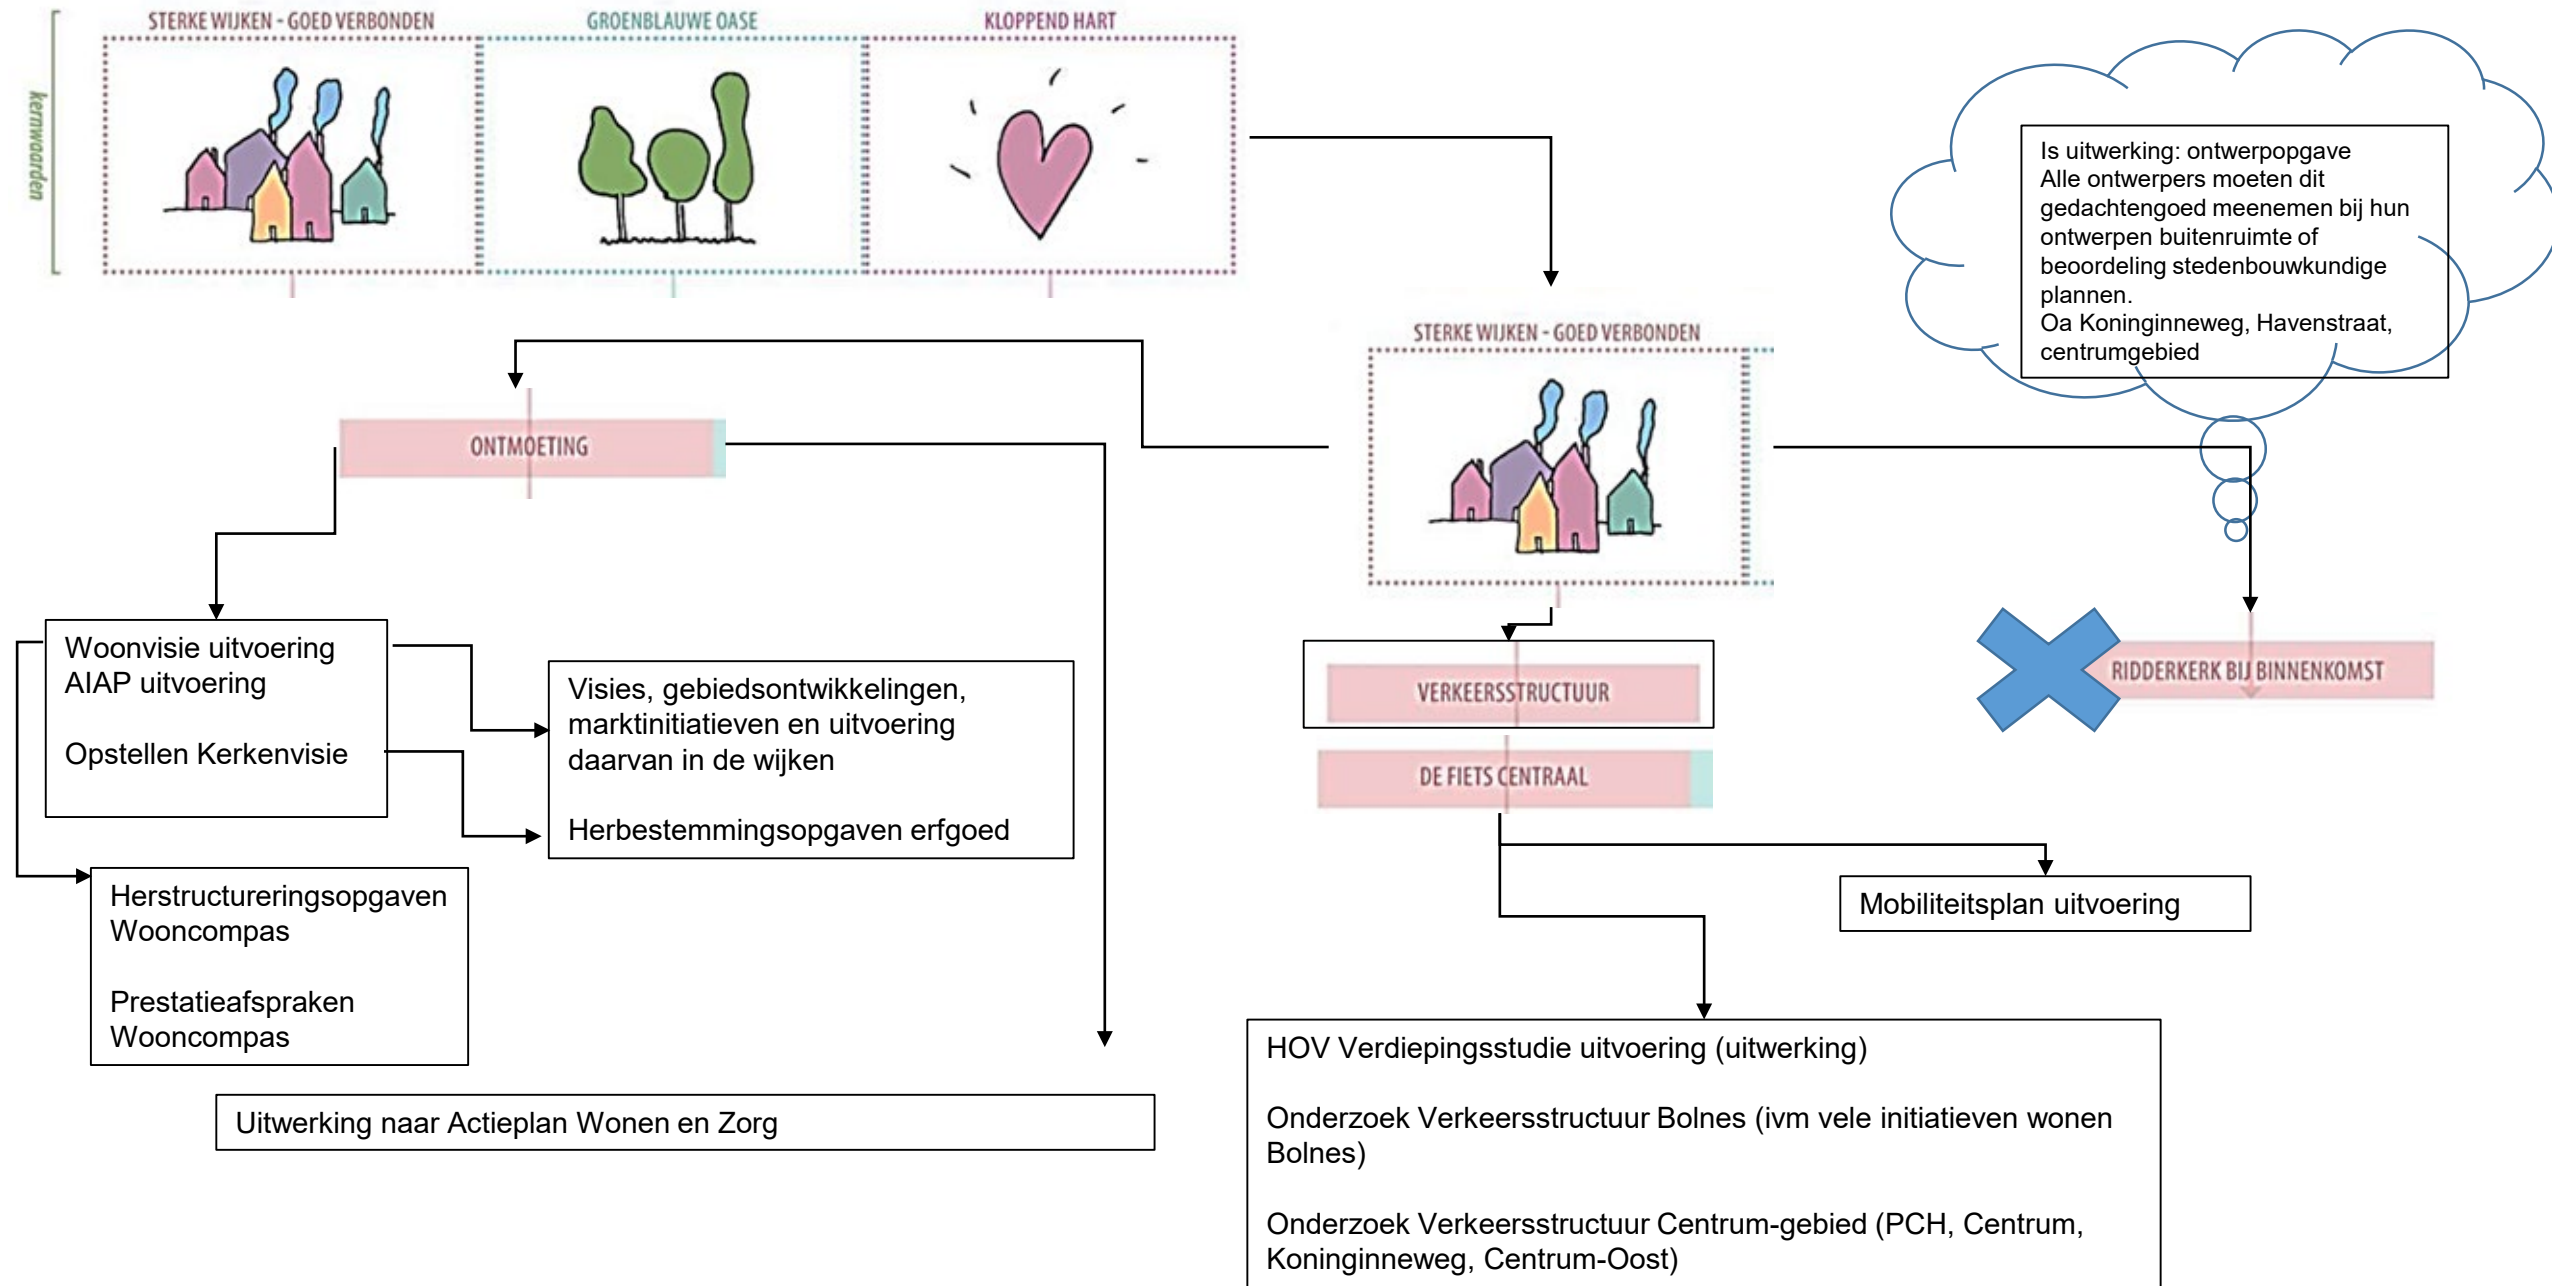 kernwaarden
STERKE WIJKEN - GOED VERBONDEN
GROENBLAUWE OASE
KLOPPEND HART
Is uitwerking: ontwerpopgave
Alle ontwerpers moeten dit
gedachtengoed meenemen bij hun
ontwerpen buitenruimte of
beoordeling stedenbouwkundige
plannen.
Oa Koninginneweg, Havenstraat,
centrumgebied
STERKE WIJKEN - GOED VERBONDEN
ONTMOETING
Woonvisie uitvoering
AIAP uitvoering
Opstellen Kerkenvisie
Visies, gebiedsontwikkelingen,
marktinitiatieven en uitvoering
daarvan in de wijken
Herbestemmingsopgaven erfgoed
VERKEERSSTRUCTUUR
DE FIETS CENTRAAL
RIDDERKERK BIJ BINNENKOMST
Herstructureringsopgaven
Wooncompas
Prestatieafspraken
Wooncompas
Mobiliteitsplan uitvoering
Uitwerking naar Actieplan Wonen en Zorg
HOV Verdiepingsstudie uitvoering (uitwerking)
Onderzoek Verkeersstructuur Bolnes (ivm vele initiatieven wonen
Bolnes)
Onderzoek Verkeersstructuur Centrum-gebied (PCH, Centrum,
Koninginneweg, Centrum-Oost)